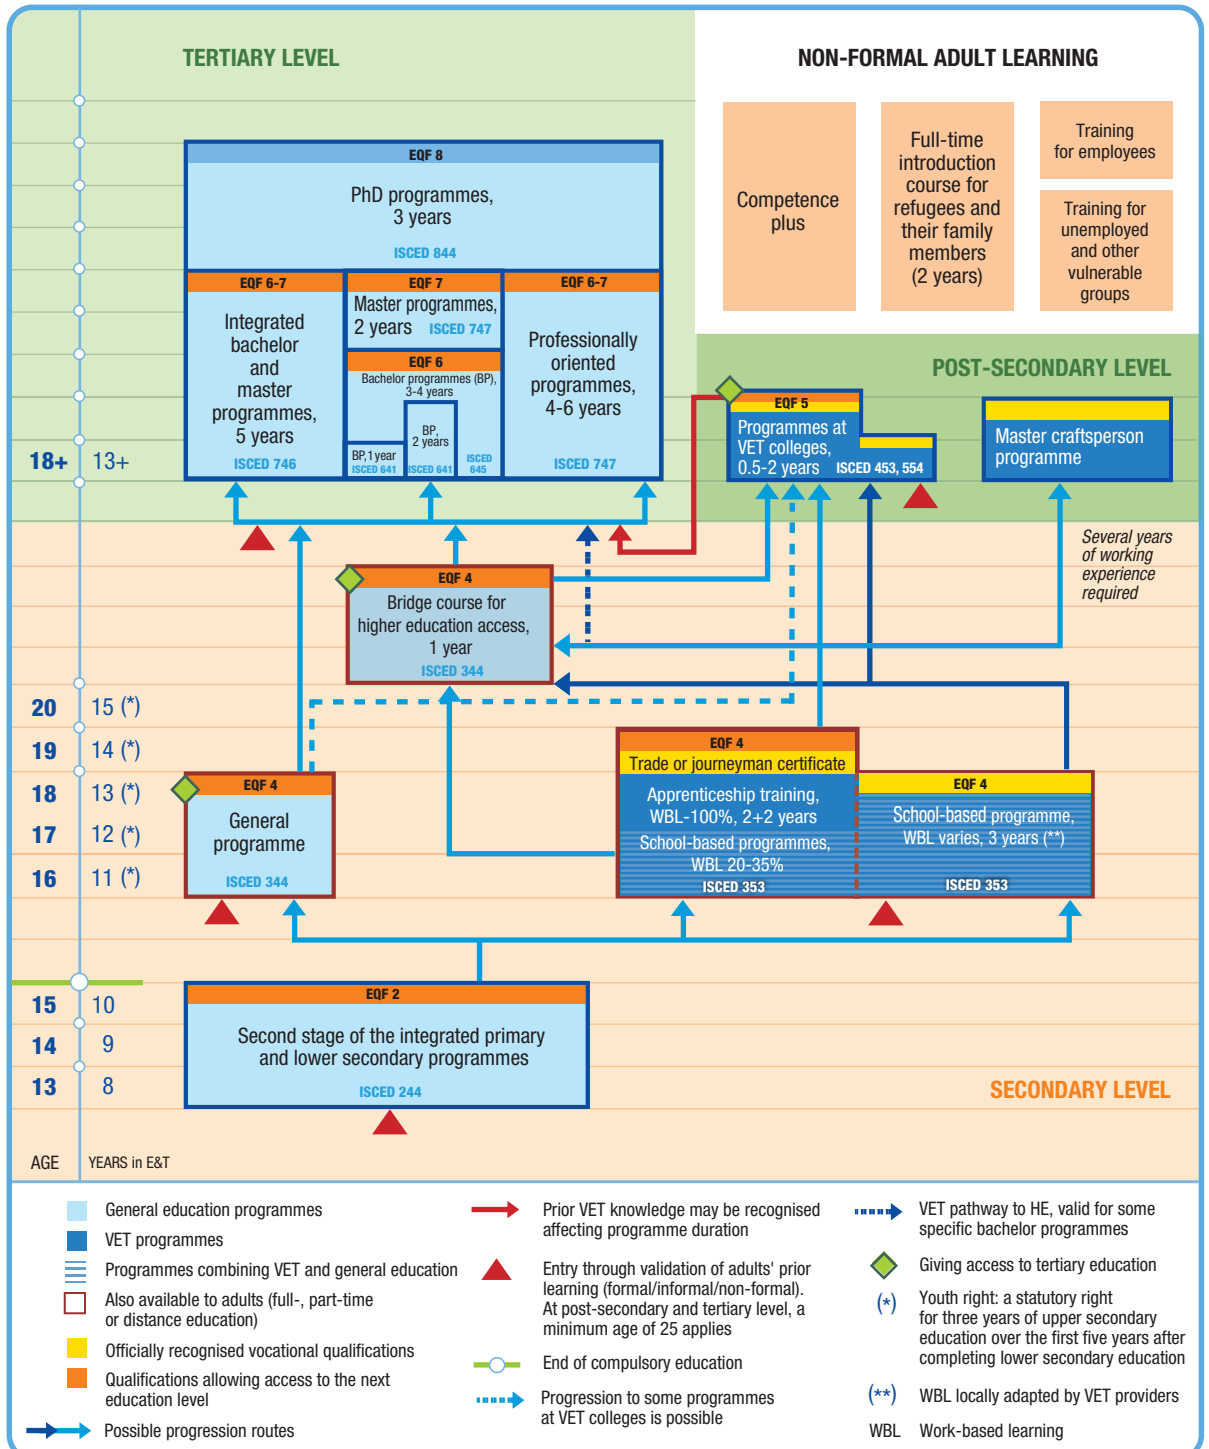 TERTIARY LEVEL
NON-FORMAL ADULT LEARNING
Competence
plus
Full-time
introduction
course for
refugees and
their family
members
(2 years)
Training
for employees
Training for
unemployed
and other
vulnerable
groups
EQF 8
PhD programmes,
3 years
ISCED 844
EQF 6-7
Integrated
bachelor
and
master
programmes,
5 years
ISCED 746
EQF 7
Master programmes,
2 years ISCED 747
EQF 6
Bachelor programmes (BP),
3-4 years
BP, 1 year
ISCED 641
BP,
2 years
ISCED 641
ISCED
645
EQF 6-7
Professionally
oriented
programmes,
4-6 years
ISCED 747
POST-SECONDARY LEVEL
EQF 5
Programmes at
VET colleges,
0.5-2 years ISCED 453, 554
Master craftsperson
programme
18+ 13+
Several years
of working
experience
required
EQF 4
Bridge course for
higher education access,
1 year
ISCED 344
20 15 (*)
19 14 (*)
18 13 (*)
17 12 (*)
16 11 (*)
EQF 4
General
programme
ISCED 344
EQF 4
Trade or journeyman certificate
Apprenticeship training,
WBL-100%, 2+2 years
School-based programmes,
WBL 20-35%
ISCED 353
EQF 4
School-based programme,
WBL varies, 3 years (**)
ISCED 353
15 10
14 9
13 8
EQF 2
Second stage of the integrated primary
and lower secondary programmes
ISCED 244
SECONDARY LEVEL
AGE YEARS in E&T
General education programmes
VET programmes
Programmes combining VET and general education
Also available to adults (full-, part-time
or distance education)
Officially recognised vocational qualifications
Qualifications allowing access to the next
education level
Possible progression routes
Prior VET knowledge may be recognised
affecting programme duration
Entry through validation of adults' prior
learning (formal/informal/non-formal).
At post-secondary and tertiary level, a
minimum age of 25 applies
End of compulsory education
Progression to some programmes
at VET colleges is possible
VET pathway to HE, valid for some
specific bachelor programmes
Giving access to tertiary education
(*) Youth right: a statutory right
for three years of upper secondary
education over the first five years after
completing lower secondary education
(**) WBL locally adapted by VET providers
WBL Work-based learning